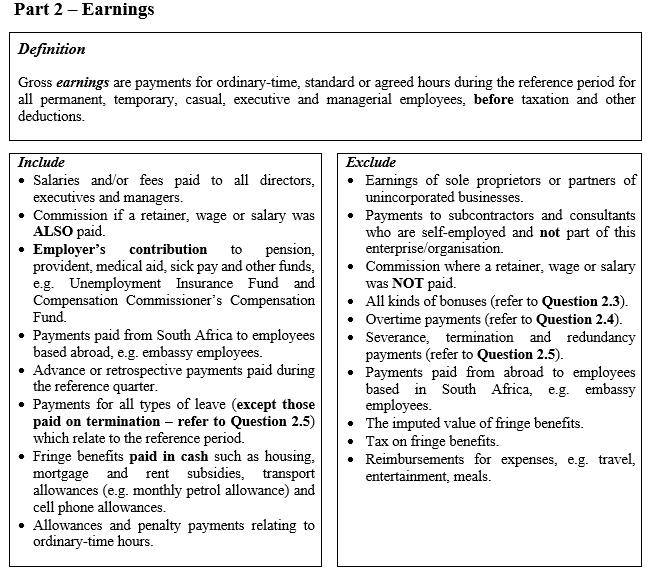 Part 2 – Earnings
Definition
Gross earnings are payments for ordinary-time, standard or agreed hours during the reference period for
all permanent, temporary, casual, executive and managerial employees, before taxation and other
deductions.
Include
• Salaries and/or fees paid to all directors,
executives and managers.
• Commission if a retainer, wage or salary was
ALSO paid.
• Employer’s contribution to pension,
provident, medical aid, sick pay and other funds,
e.g. Unemployment Insurance Fund and
Compensation Commissioner’s Compensation
Fund.
• Payments paid from South Africa to employees
based abroad, e.g. embassy employees.
• Advance or retrospective payments paid during
the reference quarter.
• Payments for all types of leave (except those
paid on termination – refer to Question 2.5)
which relate to the reference period.
• Fringe benefits paid in cash such as housing,
mortgage and rent subsidies, transport
allowances (e.g. monthly petrol allowance) and
cell phone allowances.
• Allowances and penalty payments relating to
ordinary-time hours.
Exclude
• Earnings of sole proprietors or partners of
unincorporated businesses.
• Payments to subcontractors and consultants
who are self-employed and not part of this
enterprise/organisation.
• Commission where a retainer, wage or salary
was NOT paid.
• All kinds of bonuses (refer to Question 2.3).
• Overtime payments (refer to Question 2.4).
• Severance, termination and redundancy
payments (refer to Question 2.5).
• Payments paid from abroad to employees
based in South Africa, e.g. embassy
employees.
• The imputed value of fringe benefits.
• Tax on fringe benefits.
• Reimbursements for expenses, e.g. travel,
entertainment, meals.